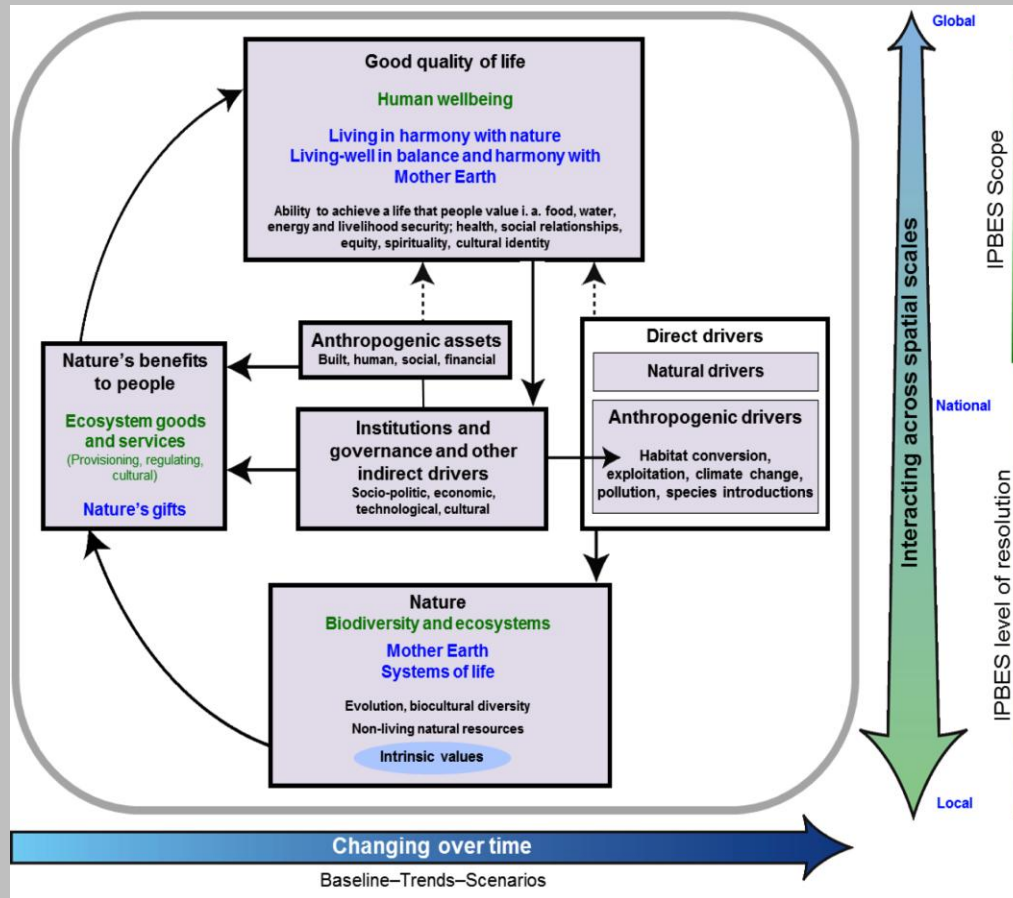 Good quality of life
Human wellbeing
Living in harmony with nature
Living-well in balance and harmony with
Mother Earth
Ability to achieve a life that people value i. a. food, water,
energy and livelihood security; health, social relationships,
equity, spirituality, cultural identity
Anthropogenic assets
Built, human, social, financial
Nature's benefits
to people
Ecosystem goods
and services
(Provisioning, regulating,
cultural)
Nature's gifts
Institutions and
governance and other
indirect drivers
Socio-politic, economic,
technological, cultural
Direct drivers
Natural drivers
Anthropogenic drivers
Habitat conversion,
exploitation, climate change,
pollution, species introductions
Nature
Biodiversity and ecosystems
Mother Earth
Systems of life
Evolution, biocultural diversity
Non-living natural resources
Intrinsic values
Changing over time
Baseline–Trends–Scenarios
Global
Interacting across spatial scales
National
Local
IPBES Scope
IPBES level of resolution